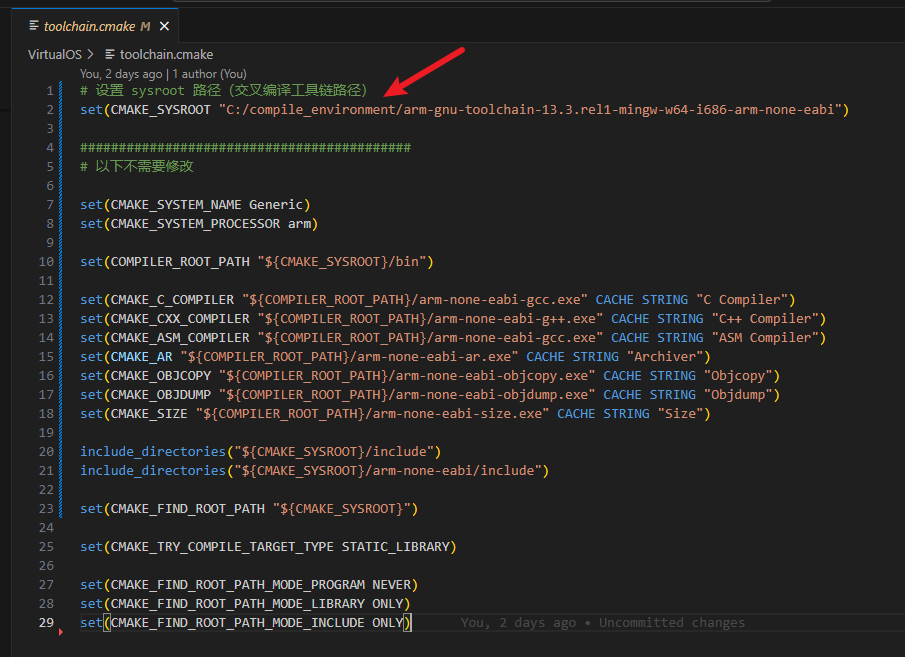 toolchain.cmake M
VirtualOS > toolchain.cmake
You, 2 days ago | 1 author (You)
1 # 设置 sysroot 路径（交叉编译工具链路径）
2 set(CMAKE_SYSROOT "C:/compile_environment/arm-gnu-toolchain-13.3.rel1-mingw-w64-i686-arm-none-eabi")
3
4 ###########################################
5 # 以下不需要修改
6
7 set(CMAKE_SYSTEM_NAME Generic)
8 set(CMAKE_SYSTEM_PROCESSOR arm)
9
10 set(COMPILER_ROOT_PATH "${CMAKE_SYSROOT}/bin")
11
12 set(CMAKE_C_COMPILER "${COMPILER_ROOT_PATH}/arm-none-eabi-gcc.exe" CACHE STRING "C Compiler")
13 set(CMAKE_CXX_COMPILER "${COMPILER_ROOT_PATH}/arm-none-eabi-g++.exe" CACHE STRING "C++ Compiler")
14 set(CMAKE_ASM_COMPILER "${COMPILER_ROOT_PATH}/arm-none-eabi-gcc.exe" CACHE STRING "ASM Compiler")
15 set(CMAKE_AR "${COMPILER_ROOT_PATH}/arm-none-eabi-ar.exe" CACHE STRING "Archiver")
16 set(CMAKE_OBJCOPY "${COMPILER_ROOT_PATH}/arm-none-eabi-objcopy.exe" CACHE STRING "Objcopy")
17 set(CMAKE_OBJDUMP "${COMPILER_ROOT_PATH}/arm-none-eabi-objdump.exe" CACHE STRING "Objdump")
18 set(CMAKE_SIZE "${COMPILER_ROOT_PATH}/arm-none-eabi-size.exe" CACHE STRING "Size")
19
20 include_directories("${CMAKE_SYSROOT}/include")
21 include_directories("${CMAKE_SYSROOT}/arm-none-eabi/include")
22
23 set(CMAKE_FIND_ROOT_PATH "${CMAKE_SYSROOT}")
24
25 set(CMAKE_TRY_COMPILE_TARGET_TYPE STATIC_LIBRARY)
26
27 set(CMAKE_FIND_ROOT_PATH_MODE_PROGRAM NEVER)
28 set(CMAKE_FIND_ROOT_PATH_MODE_LIBRARY ONLY)
29 set(CMAKE_FIND_ROOT_PATH_MODE_INCLUDE ONLY) You, 2 days ago • Uncommitted changes